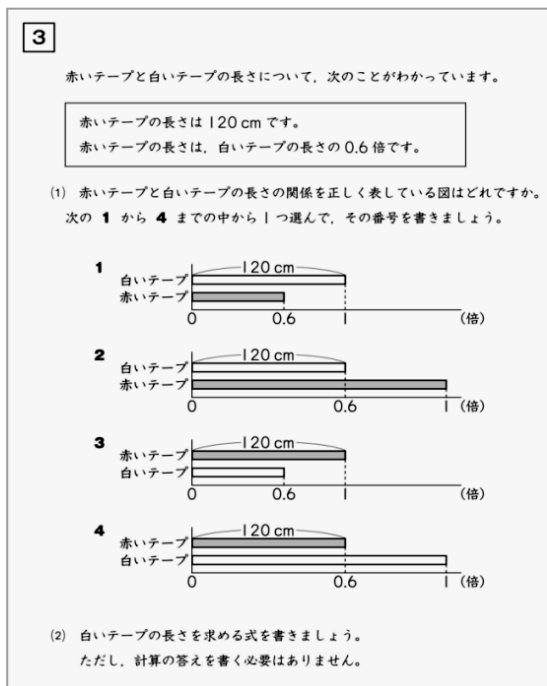 3
赤いテープと白いテープの長さについて，次のことがわかっています。
赤いテープの長さは120 cmです。
赤いテープの長さは，白いテープの長さの0.6倍です。
(1) 赤いテープと白いテープの長さの関係を正しく表している図はどれですか。
次の 1 から 4 までの中から1つ選んで，その番号を書きましょう。
1
120 cm
白いテープ
赤いテープ
0 0.6 1 (倍)
2
120 cm
白いテープ
赤いテープ
0 0.6 1 (倍)
3
120 cm
赤いテープ
白いテープ
0 0.6 1 (倍)
4
120 cm
赤いテープ
白いテープ
0 0.6 1 (倍)
(2) 白いテープの長さを求める式を書きましょう。
ただし，計算の答えを書く必要はありません。